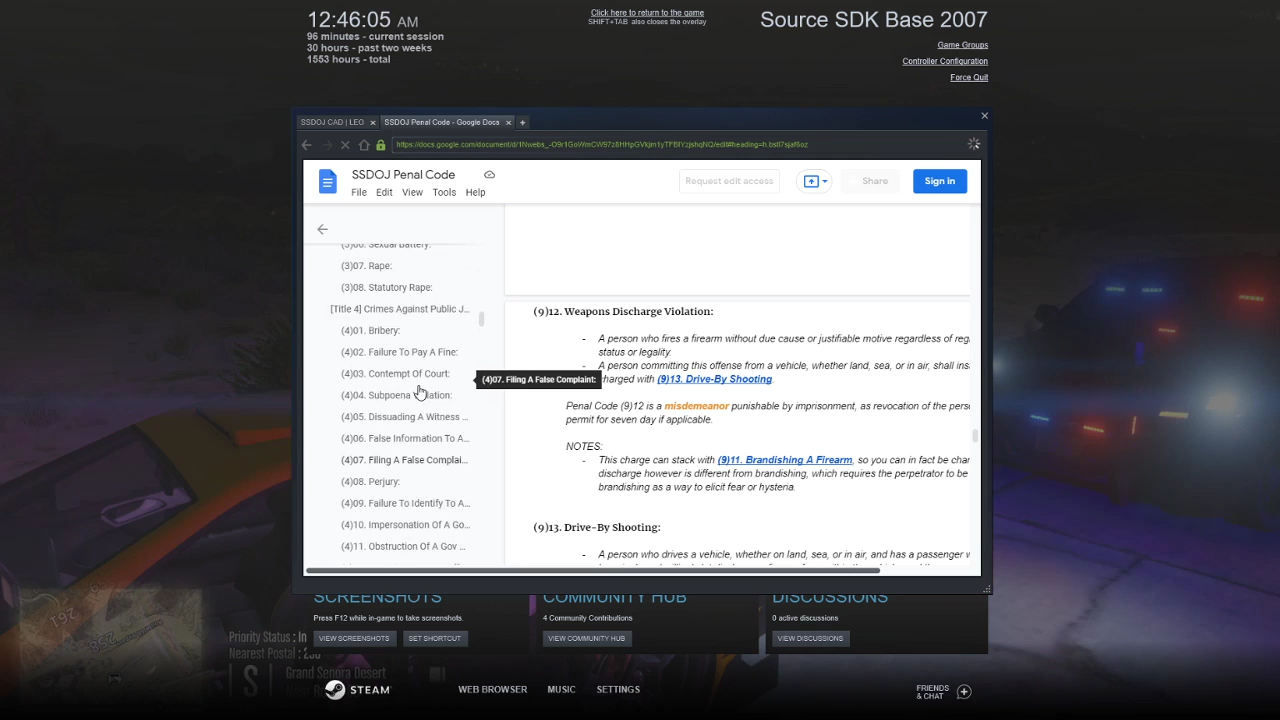 12:46:05 AM
96 minutes - current session
30 hours - past two weeks
1553 hours - total
Click here to return to the game
SHIFT+TAB also closes the overlay
Source SDK Base 2007
Game Groups
Controller Configuration
Force Quit
SSDOJ CAD | LEO
SSDOJ Penal Code - Google Docs
SSDOJ Penal Code
File Edit View Tools Help
Request edit access
Share
Sign in
(3)06. Sexual Battery:
(3)07. Rape:
(3)08. Statutory Rape:
[Title 4] Crimes Against Public J...
(4)01. Bribery:
(4)02. Failure To Pay A Fine:
(4)03. Contempt Of Court:
(4)04. Subpoena Violation:
(4)05. Dissuading A Witness ...
(4)06. False Information To A...
(4)07. Filing A False Complai...
(4)08. Perjury:
(4)09. Failure To Identify To A...
(4)10. Impersonation Of A Go...
(4)11. Obstruction Of A Gov ...
(4)07. Filing A False Complaint:
(9)12. Weapons Discharge Violation:
- A person who fires a firearm without due cause or justifiable motive regardless of reg
status or legality.
- A person committing this offense from a vehicle, whether land, sea, or in air, shall ins
charged with (9)13. Drive-By Shooting.
Penal Code (9)12 is a misdemeanor punishable by imprisonment, as revocation of the pers
permit for seven day if applicable.
NOTES:
- This charge can stack with (9)11. Brandishing A Firearm, so you can in fact be char
discharge however is different from brandishing, which requires the perpetrator to be
brandishing as a way to elicit fear or hysteria.
(9)13. Drive-By Shooting:
- A person who drives a vehicle, whether on land, sea, or in air, and has a passenger w
SCREENSHOTS
Press F12 while in-game to take screenshots.
VIEW SCREENSHOTS
SET SHORTCUT
COMMUNITY HUB
4 Community Contributions
VIEW COMMUNITY HUB
DISCUSSIONS
0 active discussions
VIEW DISCUSSIONS
Priority Status : In
Nearest Postal :
S
Grand Senora Desert
STEAM
WEB BROWSER
MUSIC
SETTINGS
FRIENDS
& CHAT